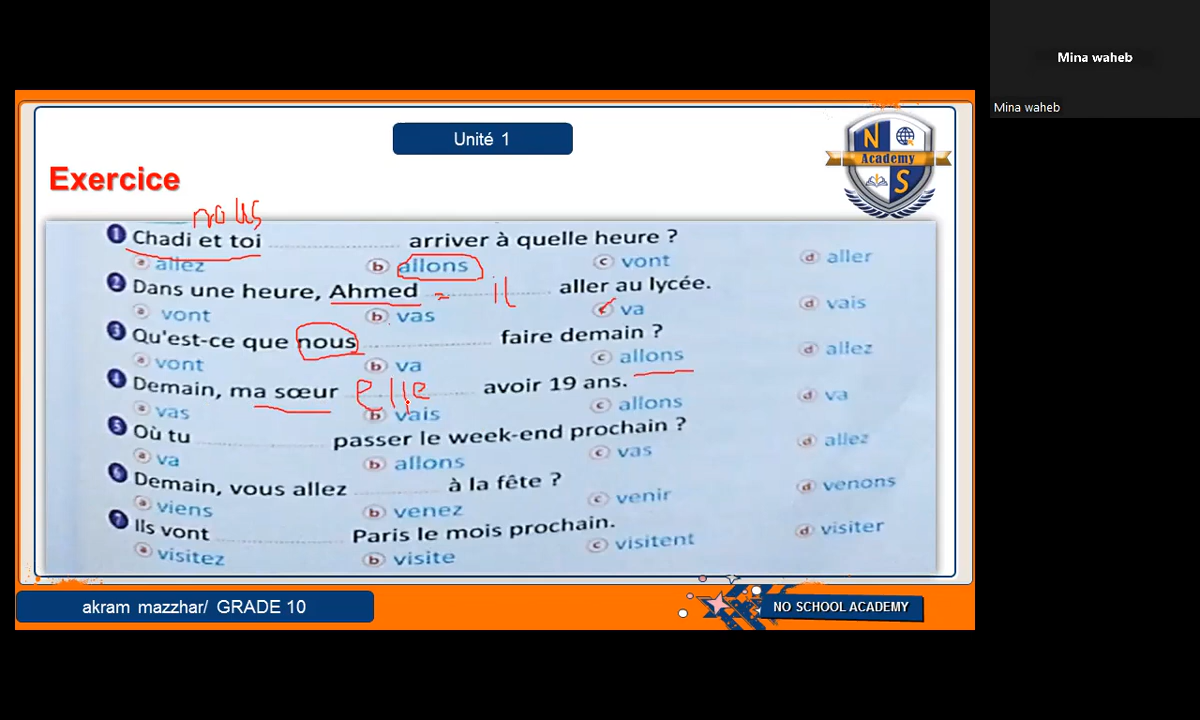 Mina waheb
Mina waheb
Unité 1
N
Academy
S
Exercice
nous
1 Chadi et toi .................... arriver à quelle heure ?
a allez b allons c vont d aller
2 Dans une heure, Ahmed = il .................... aller au lycée.
a vont b vas c va d vais
3 Qu'est-ce que nous .................... faire demain ?
a vont b va c allons d allez
4 Demain, ma sœur elle .................... avoir 19 ans.
a vas b vais c allons d va
5 Où tu .................... passer le week-end prochain ?
a va b allons c vas d allez
6 Demain, vous allez .................... à la fête ?
a viens b venez c venir d venons
7 Ils vont .................... Paris le mois prochain.
a visitez b visite c visitent d visiter
akram mazzhar/ GRADE 10
NO SCHOOL ACADEMY